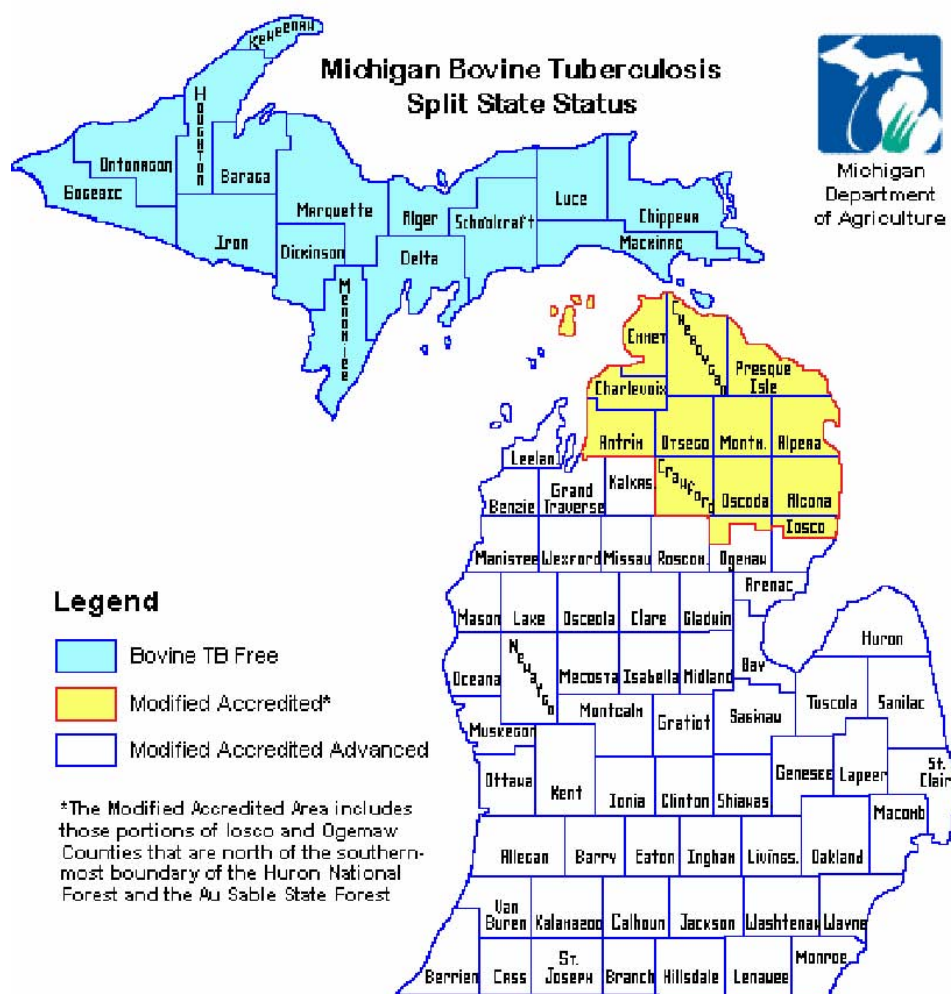 Michigan Bovine Tuberculosis
Split State Status
Michigan
Department
of Agriculture
Keweenaw
Houghton
Ontonagon
Baraga
Gogebic
Marquette
Alger
Schoolcraft
Luce
Chippewa
Mackinac
Iron
Dickinson
Delta
Menominee
Emmet
Cheboygan
Presque
Isle
Charlevoix
Antrim
Otsego
Montm.
Alpena
Leelan.
Kalkas.
Crawford
Oscoda
Alcona
Benzie
Grand
Traverse
Iosco
Manistee
Wexford
Missau
Roscom.
Ogemaw
Arenac
Legend
Bovine TB Free
Modified Accredited*
Modified Accredited Advanced
*The Modified Accredited Area includes
those portions of Iosco and Ogemaw
Counties that are north of the southern-
most boundary of the Huron National
Forest and the Au Sable State Forest
Mason
Lake
Osceola
Clare
Gladwin
Huron
Oceana
Newaygo
Mecosta
Isabella
Midland
Bay
Tuscola
Sanilac
Muskegon
Montcalm
Gratiot
Saginaw
Ottawa
Kent
Ionia
Clinton
Shiawas.
Genesee
Lapeer
St.
Clair
Macomb
Allegan
Barry
Eaton
Ingham
Livings.
Oakland
Van
Buren
Kalamazoo
Calhoun
Jackson
Washtenaw
Wayne
Berrien
Cass
St.
Joseph
Branch
Hillsdale
Lenawee
Monroe